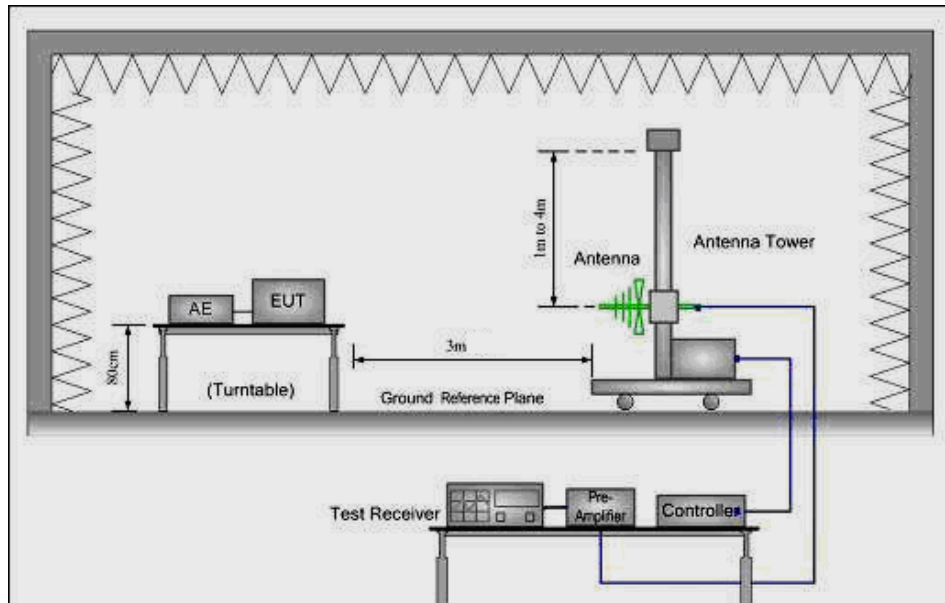 1m to 4m
Antenna
Antenna Tower
AE
EUT
80cm
3m
(Turntable)
Ground Reference Plane
Test Receiver
Pre-
Amplifier
Controller